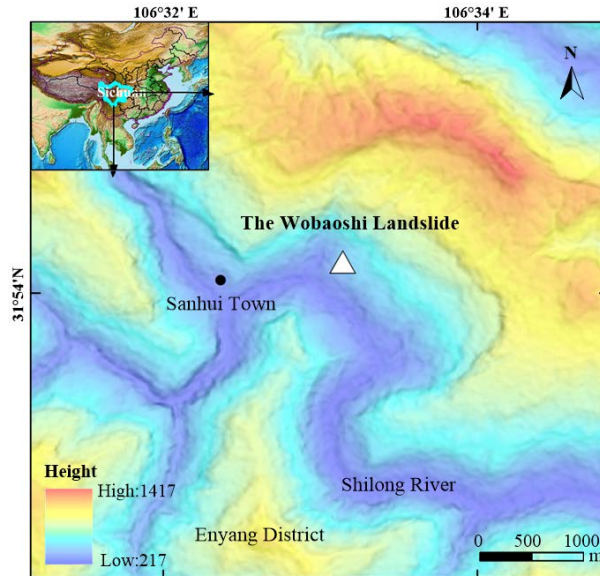 106°32' E
106°34' E
Sichuan
N
The Wobaoshi Landslide
31°54'N
Sanhui Town
Height
High:1417
Low:217
Shilong River
Enyang District
0 500 1000
m